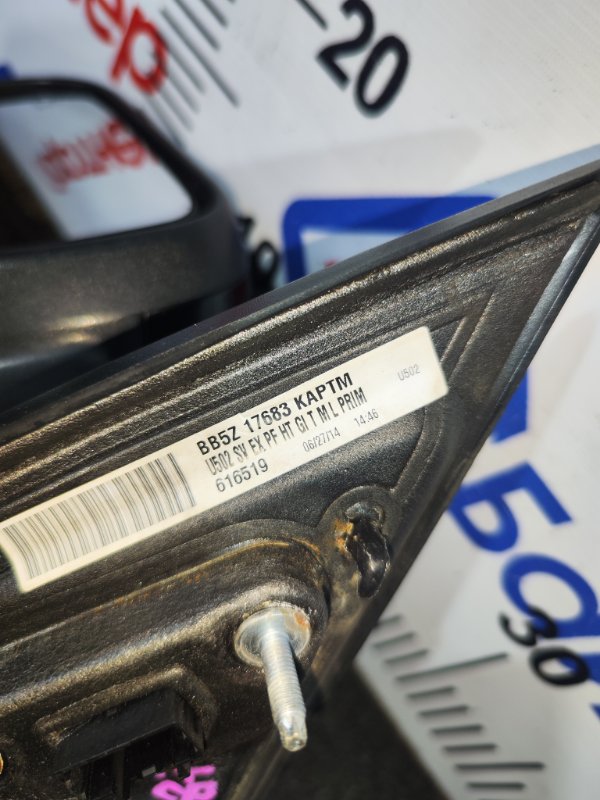 20
BB5Z 17683 KAPTM
U502 SV EX PF HT GI T M L PRIM
616519
06/27/14
14:46
U502
30